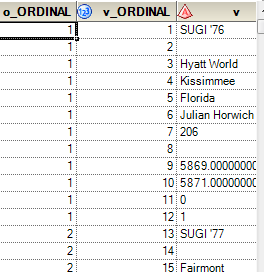 o_ORDINAL v_ORDINAL v
1 1 SUGI '76
1 2
1 3 Hyatt World
1 4 Kissimmee
1 5 Florida
1 6 Julian Horwich
1 7 206
1 8
1 9 5869.00000000
1 10 5871.00000000
1 11 0
1 12 1
2 13 SUGI '77
2 14
2 15 Fairmont